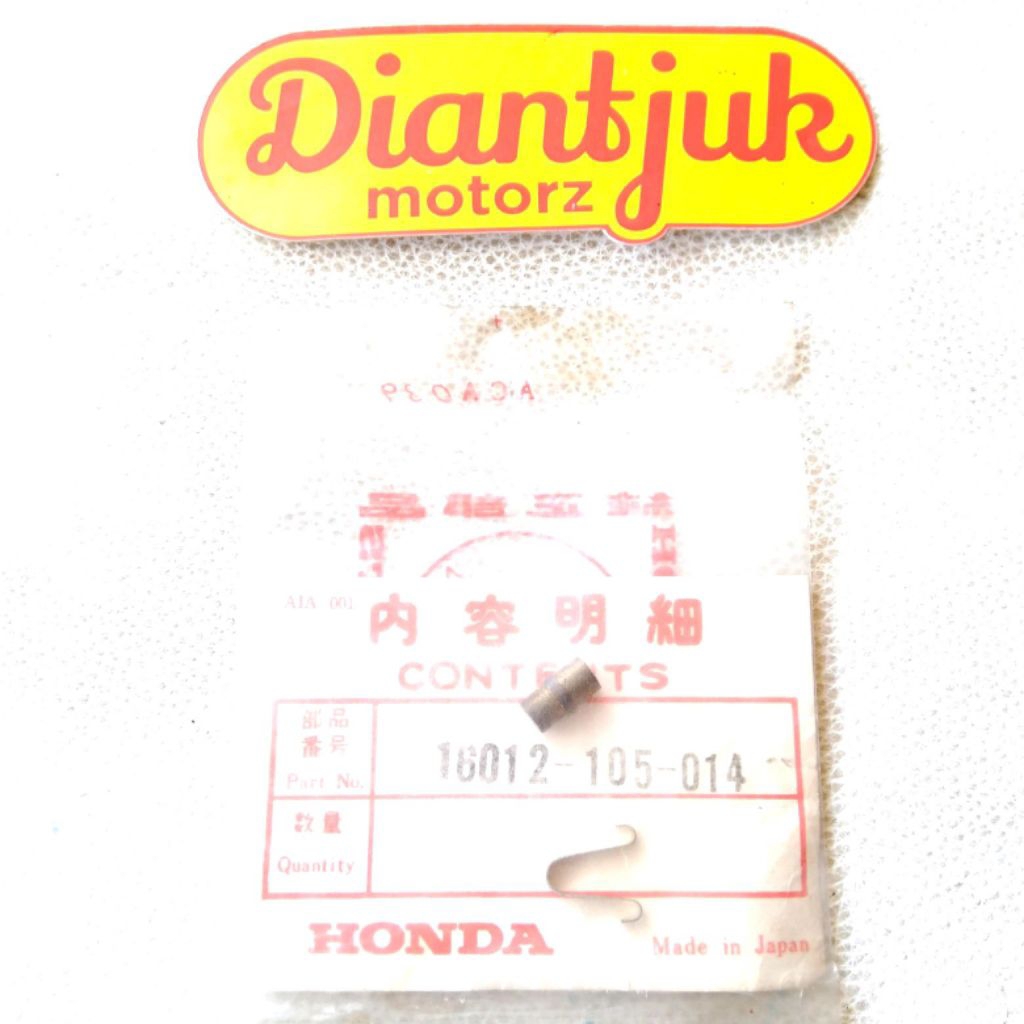 Diantjuk
motorz
AIA 001
内容明細
CONTENTS
部品
番号
Part No.
16012-105-014
数量
Quantity
HONDA
Made in Japan